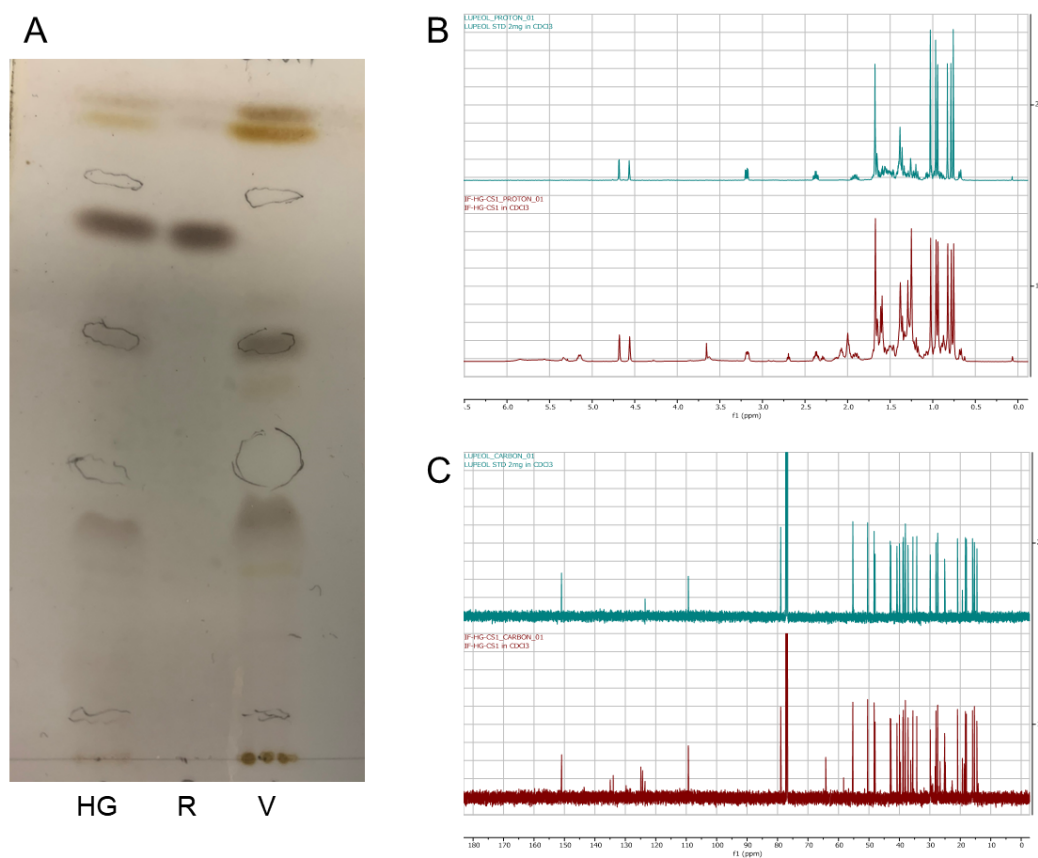 A
HG R V
B
LUPEOL_PROTON_01
LUPEOL STD 2mg in CDCl3
IF-HG-CS1_PROTON_01
IF-HG-CS1 in CDCl3
2
1
.5 6.0 5.5 5.0 4.5 4.0 3.5 3.0 2.5 2.0 1.5 1.0 0.5 0.0
f1 (ppm)
C
LUPEOL_CARBON_01
LUPEOL STD 2mg in CDCl3
IF-HG-CS1_CARBON_01
IF-HG-CS1 in CDCl3
180 170 160 150 140 130 120 110 100 90 80 70 60 50 40 30 20 10 0
f1 (ppm)